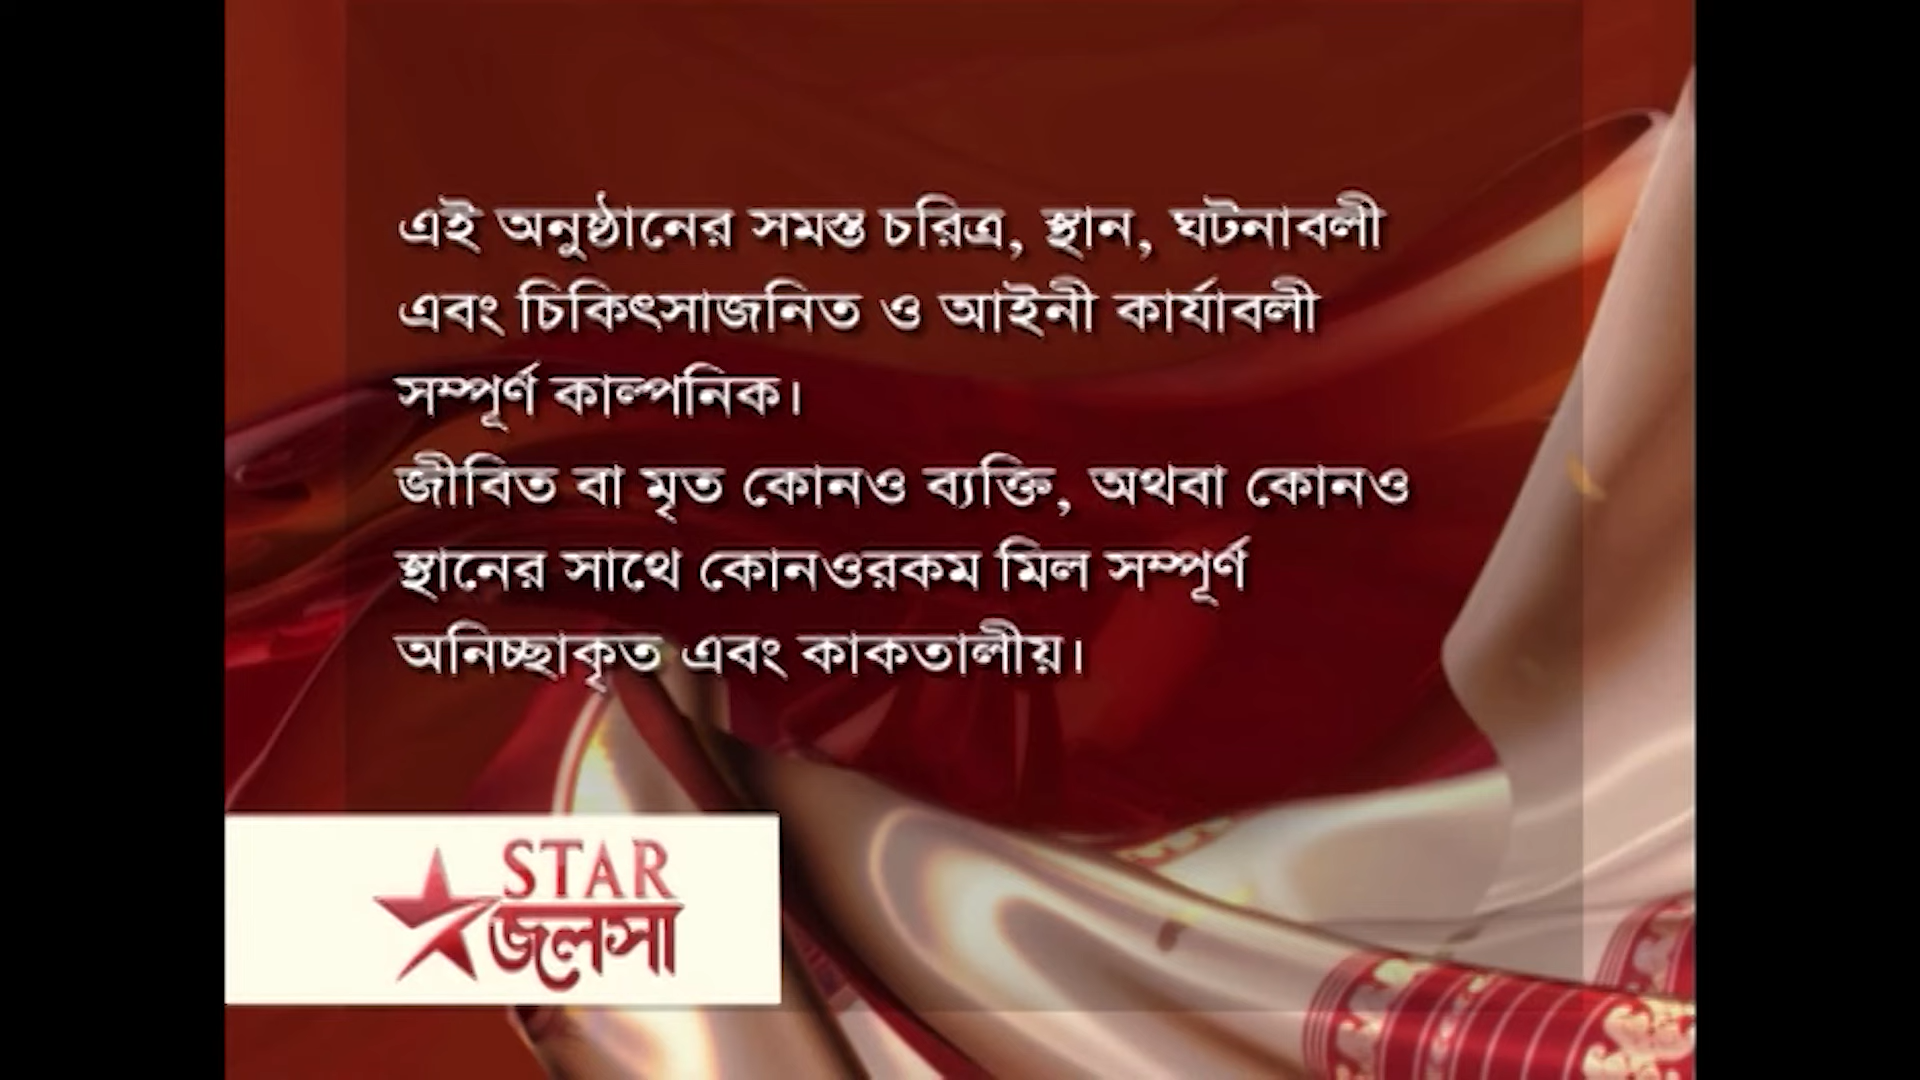 এই অনুষ্ঠানের সমস্ত চরিত্র, স্থান, ঘটনাবলী
এবং চিকিৎসাজনিত ও আইনী কার্যাবলী
সম্পূর্ণ কাল্পনিক।
জীবিত বা মৃত কোনও ব্যক্তি, অথবা কোনও
স্থানের সাথে কোনওরকম মিল সম্পূর্ণ
অনিচ্ছাকৃত এবং কাকতালীয়।
STAR
জলসা